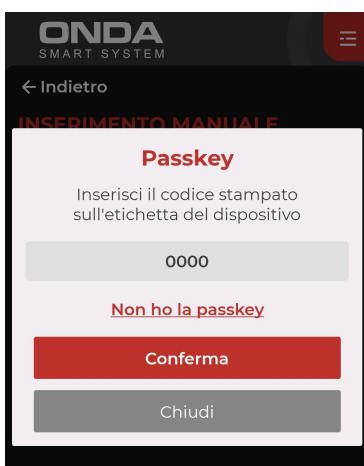 ONDA
SMART SYSTEM
← Indietro
INSERIMENTO MANUALE
Passkey
Inserisci il codice stampato
sull'etichetta del dispositivo
0000
Non ho la passkey
Conferma
Chiudi